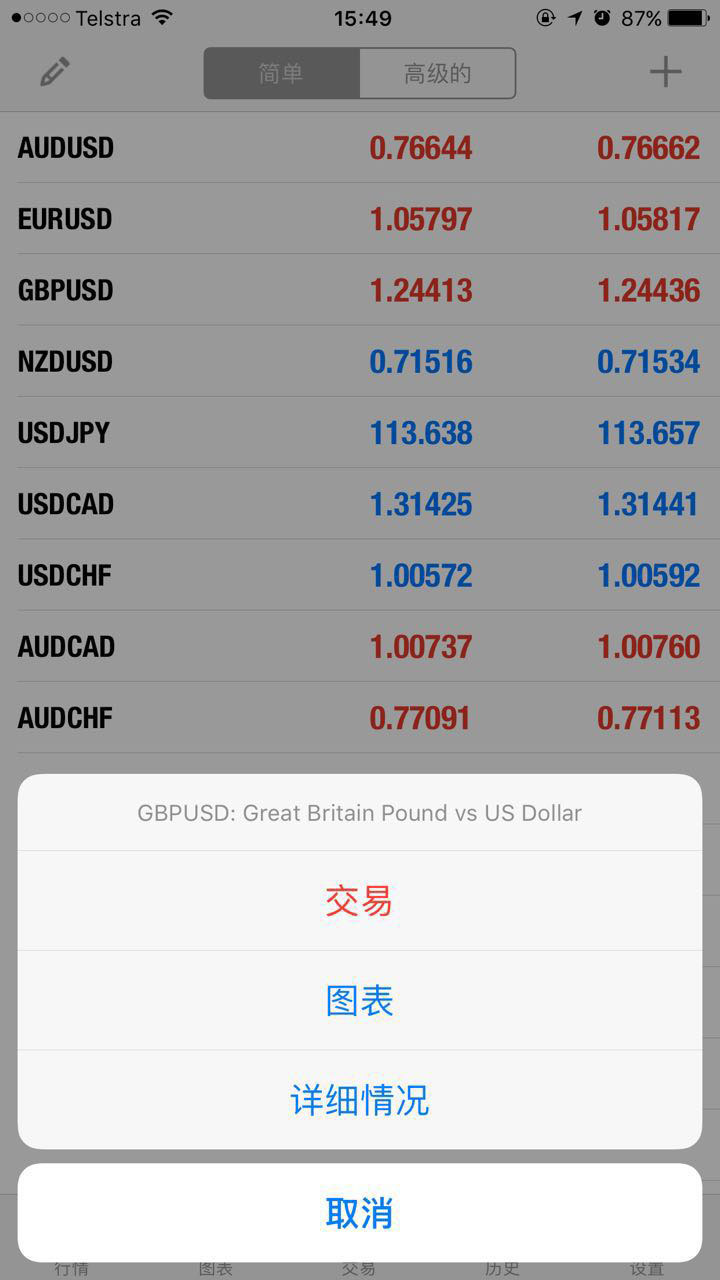 Telstra 15:49 87%
简单 高级的
AUDUSD 0.76644 0.76662
EURUSD 1.05797 1.05817
GBPUSD 1.24413 1.24436
NZDUSD 0.71516 0.71534
USDJPY 113.638 113.657
USDCAD 1.31425 1.31441
USDCHF 1.00572 1.00592
AUDCAD 1.00737 1.00760
AUDCHF 0.77091 0.77113
GBPUSD: Great Britain Pound vs US Dollar
交易
图表
详细情况
取消
行情 图表 交易 历史 设置